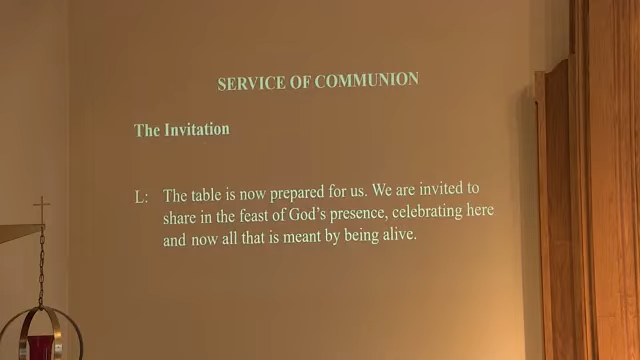 SERVICE OF COMMUNION
The Invitation
L: The table is now prepared for us. We are invited to
share in the feast of God's presence, celebrating here
and now all that is meant by being alive.